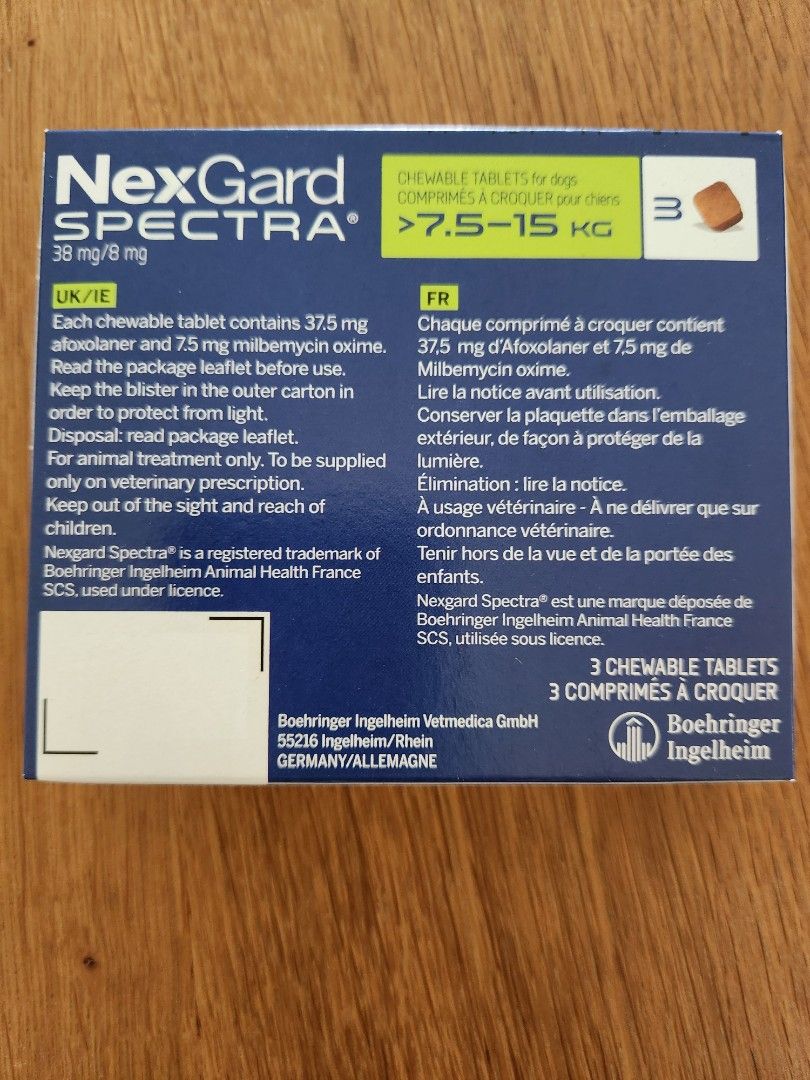 NexGard
SPECTRA®
38 mg/8 mg
CHEWABLE TABLETS for dogs
COMPRIMÉS À CROQUER pour chiens
>7.5–15 KG
3
UK/IE
Each chewable tablet contains 37.5 mg
afoxolaner and 7.5 mg milbemycin oxime.
Read the package leaflet before use.
Keep the blister in the outer carton in
order to protect from light.
Disposal: read package leaflet.
For animal treatment only. To be supplied
only on veterinary prescription.
Keep out of the sight and reach of
children.
Nexgard Spectra® is a registered trademark of
Boehringer Ingelheim Animal Health France
SCS, used under licence.
FR
Chaque comprimé à croquer contient
37,5 mg d'Afoxolaner et 7,5 mg de
Milbemycin oxime.
Lire la notice avant utilisation.
Conserver la plaquette dans l'emballage
extérieur, de façon à protéger de la
lumière.
Élimination : lire la notice.
À usage vétérinaire - À ne délivrer que sur
ordonnance vétérinaire.
Tenir hors de la vue et de la portée des
enfants.
Nexgard Spectra® est une marque déposée de
Boehringer Ingelheim Animal Health France
SCS, utilisée sous licence.
3 CHEWABLE TABLETS
3 COMPRIMÉS À CROQUER
Boehringer Ingelheim Vetmedica GmbH
55216 Ingelheim/Rhein
GERMANY/ALLEMAGNE
Boehringer
Ingelheim